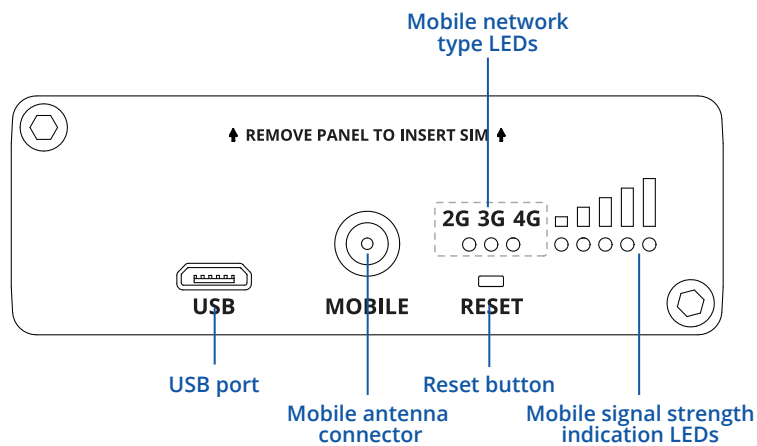 Mobile network
type LEDs
REMOVE PANEL TO INSERT SIM
2G 3G 4G
USB
MOBILE
RESET
USB port
Reset button
Mobile antenna
connector
Mobile signal strength
indication LEDs